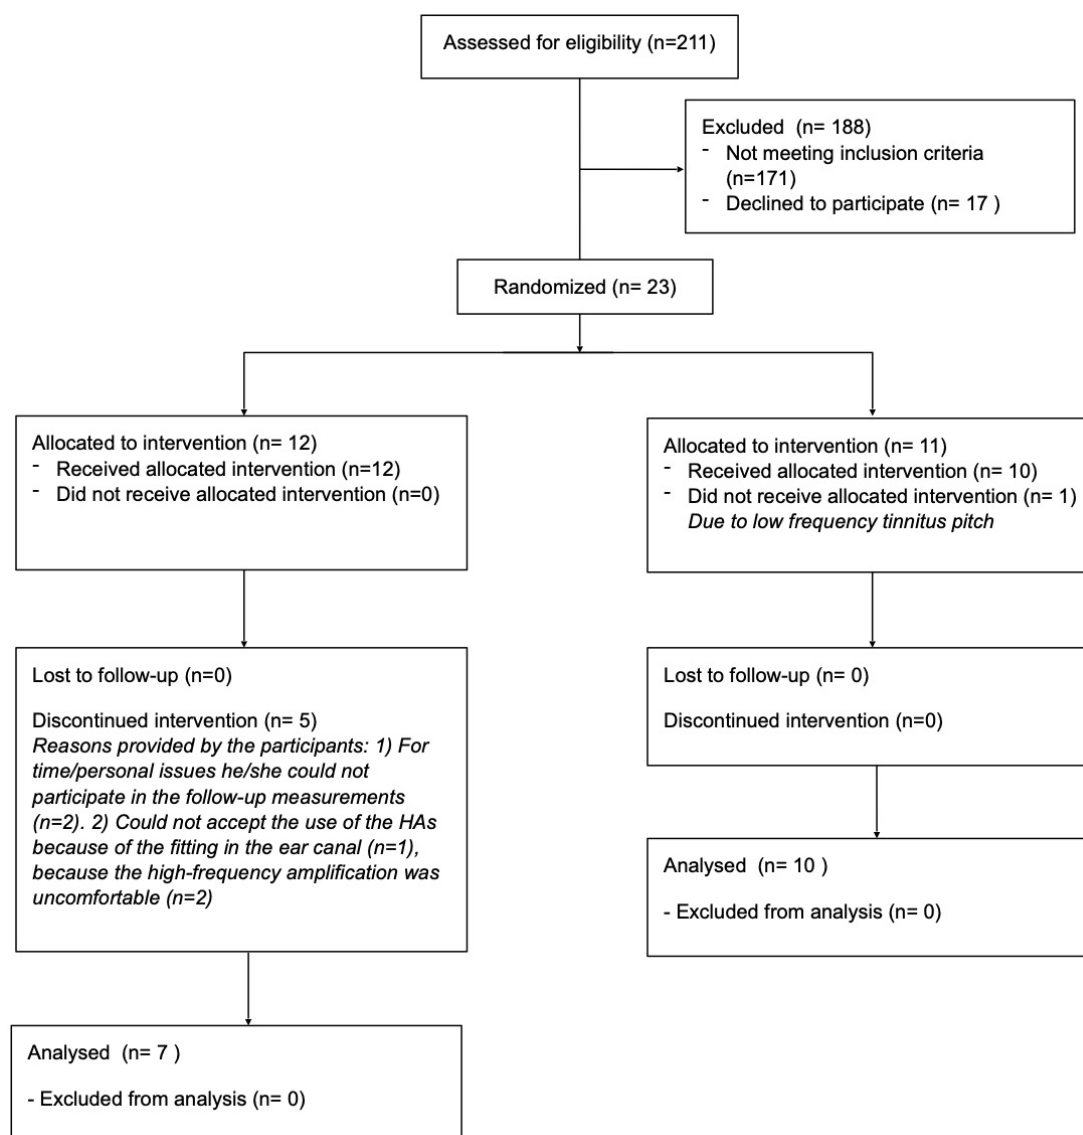 Assessed for eligibility (n=211)
Excluded (n= 188)
- Not meeting inclusion criteria
(n=171)
- Declined to participate (n= 17 )
Randomized (n= 23)
Allocated to intervention (n= 12)
- Received allocated intervention (n=12)
- Did not receive allocated intervention (n=0)
Allocated to intervention (n= 11)
- Received allocated intervention (n= 10)
- Did not receive allocated intervention (n= 1)
Due to low frequency tinnitus pitch
Lost to follow-up (n=0)
Discontinued intervention (n= 5)
Reasons provided by the participants: 1) For
time/personal issues he/she could not
participate in the follow-up measurements
(n=2). 2) Could not accept the use of the HAs
because of the fitting in the ear canal (n=1),
because the high-frequency amplification was
uncomfortable (n=2)
Lost to follow-up (n= 0)
Discontinued intervention (n=0)
Analysed (n= 10 )
- Excluded from analysis (n= 0)
Analysed (n= 7 )
- Excluded from analysis (n= 0)